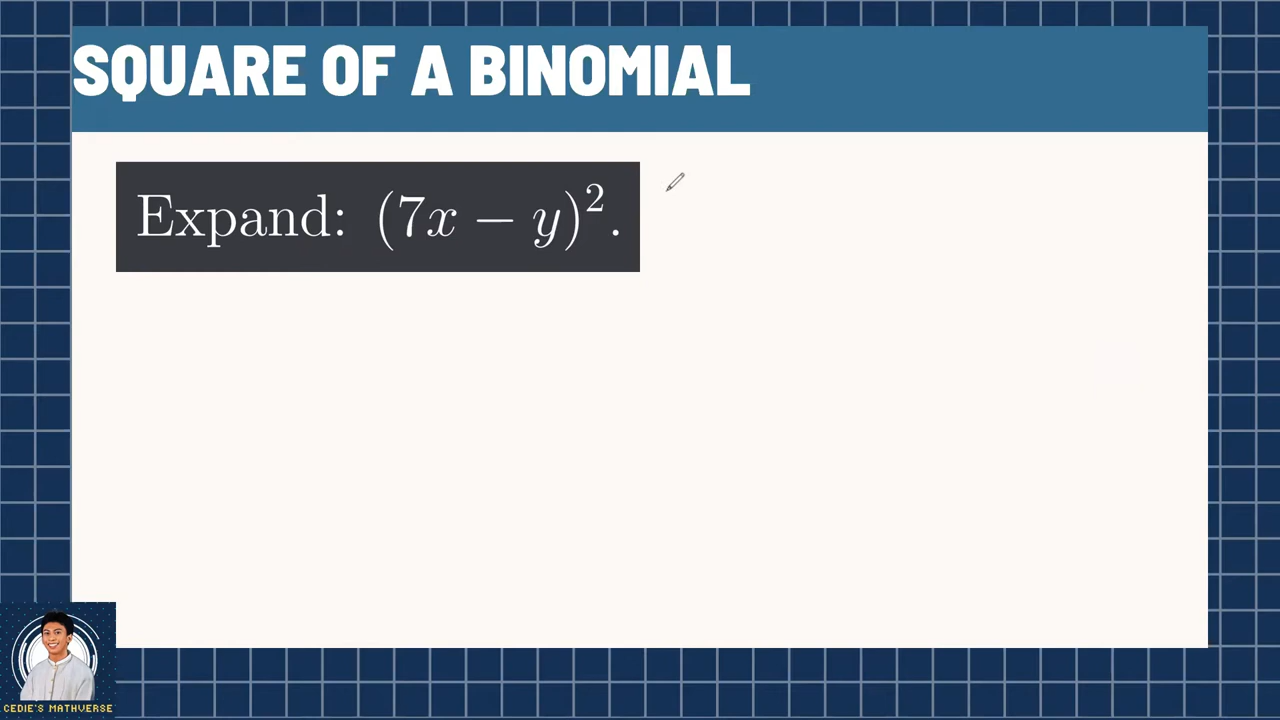 SQUARE OF A BINOMIAL
Expand: (7x − y)².
CEDIE'S MATHVERSE